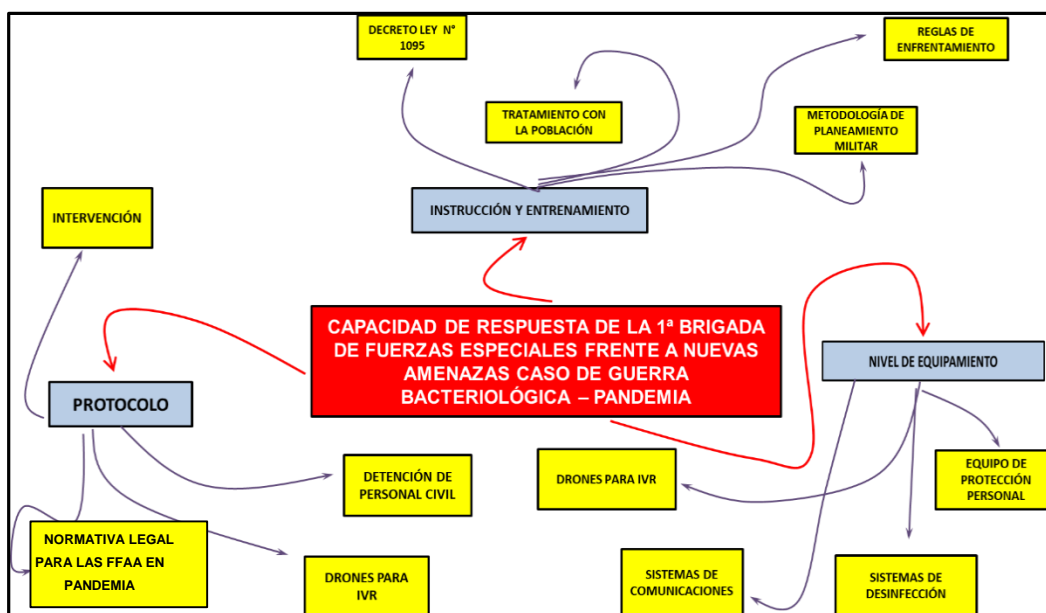 DECRETO LEY N°
1095
REGLAS DE
ENFRENTAMIENTO
TRATAMIENTO CON
LA POBLACIÓN
METODOLOGÍA DE
PLANEAMIENTO
MILITAR
INTERVENCIÓN
INSTRUCCIÓN Y ENTRENAMIENTO
CAPACIDAD DE RESPUESTA DE LA 1ª BRIGADA
DE FUERZAS ESPECIALES FRENTE A NUEVAS
AMENAZAS CASO DE GUERRA
BACTERIOLÓGICA – PANDEMIA
NIVEL DE EQUIPAMIENTO
PROTOCOLO
DETENCIÓN DE
PERSONAL CIVIL
DRONES PARA IVR
EQUIPO DE
PROTECCIÓN
PERSONAL
NORMATIVA LEGAL
PARA LAS FFAA EN
PANDEMIA
DRONES PARA
IVR
SISTEMAS DE
COMUNICACIONES
SISTEMAS DE
DESINFECCIÓN